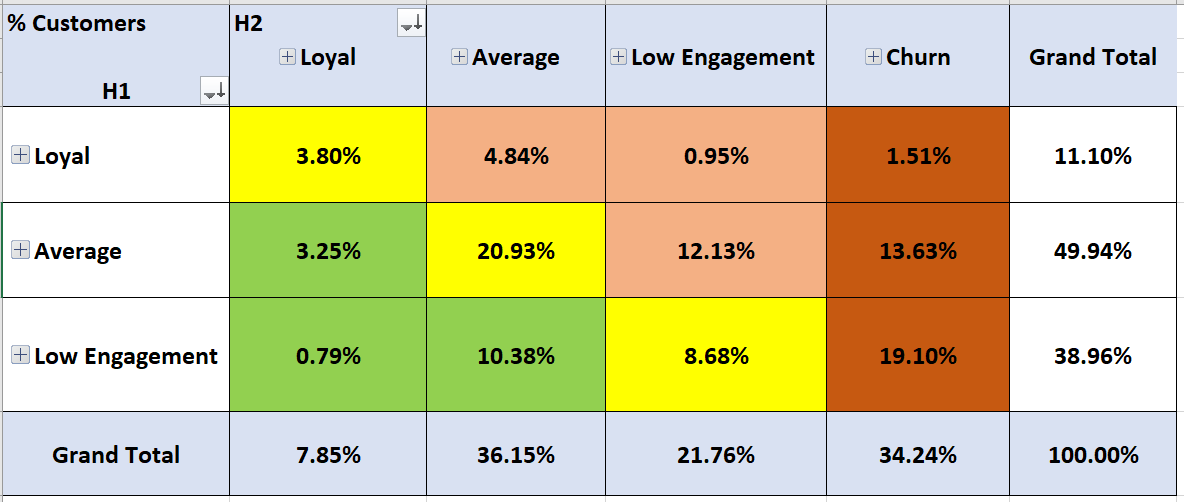 % Customers H2
Loyal Average Low Engagement Churn Grand Total
H1
Loyal 3.80% 4.84% 0.95% 1.51% 11.10%
Average 3.25% 20.93% 12.13% 13.63% 49.94%
Low Engagement 0.79% 10.38% 8.68% 19.10% 38.96%
Grand Total 7.85% 36.15% 21.76% 34.24% 100.00%